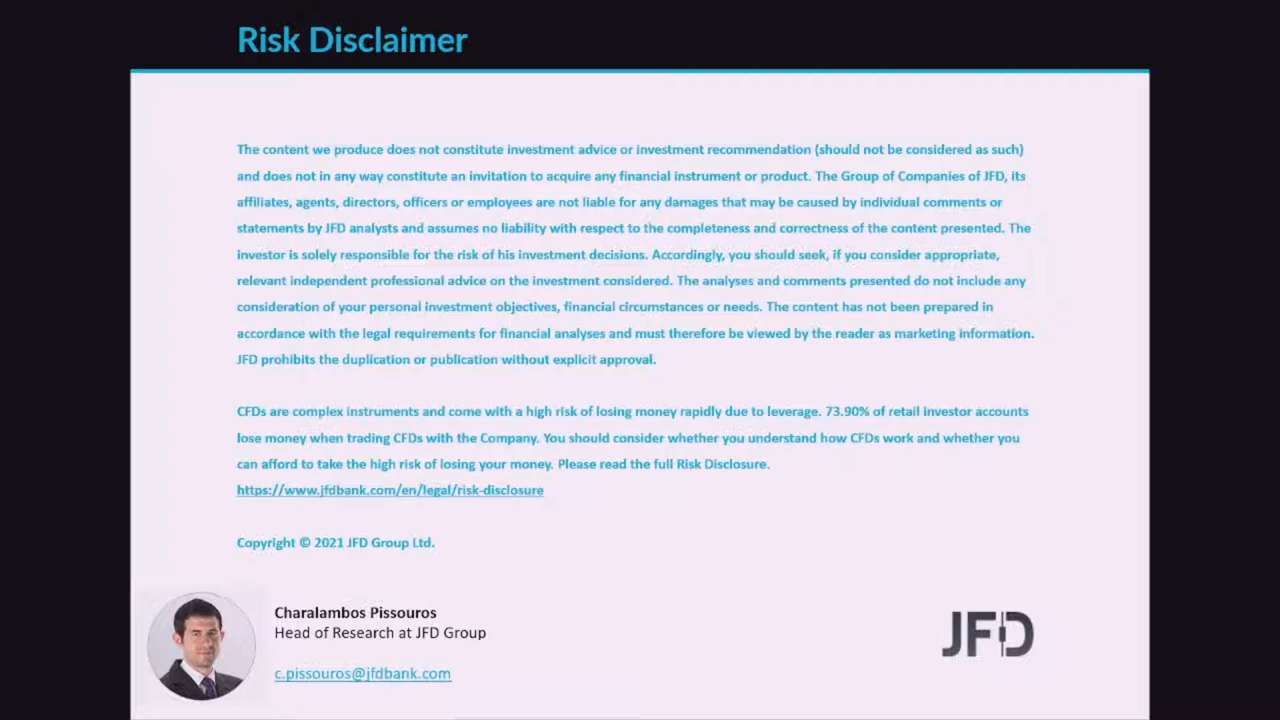 Risk Disclaimer
The content we produce does not constitute investment advice or investment recommendation (should not be considered as such)
and does not in any way constitute an invitation to acquire any financial instrument or product. The Group of Companies of JFD, its
affiliates, agents, directors, officers or employees are not liable for any damages that may be caused by individual comments or
statements by JFD analysts and assumes no liability with respect to the completeness and correctness of the content presented. The
investor is solely responsible for the risk of his investment decisions. Accordingly, you should seek, if you consider appropriate,
relevant independent professional advice on the investment considered. The analyses and comments presented do not include any
consideration of your personal investment objectives, financial circumstances or needs. The content has not been prepared in
accordance with the legal requirements for financial analyses and must therefore be viewed by the reader as marketing information.
JFD prohibits the duplication or publication without explicit approval.
CFDs are complex instruments and come with a high risk of losing money rapidly due to leverage. 73.90% of retail investor accounts
lose money when trading CFDs with the Company. You should consider whether you understand how CFDs work and whether you
can afford to take the high risk of losing your money. Please read the full Risk Disclosure.
https://www.jfdbank.com/en/legal/risk-disclosure
Copyright © 2021 JFD Group Ltd.
Charalambos Pissouros
Head of Research at JFD Group
c.pissouros@jfdbank.com
JFD